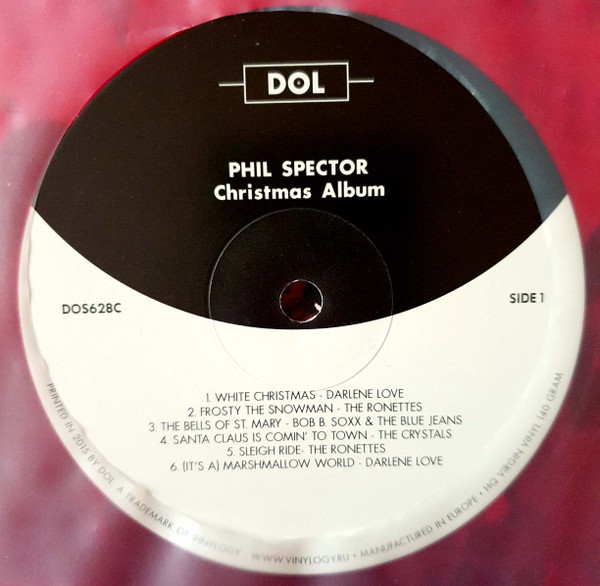 DOL
PHIL SPECTOR
Christmas Album
DOS628C
SIDE 1
1. WHITE CHRISTMAS - DARLENE LOVE
2. FROSTY THE SNOWMAN - THE RONETTES
3. THE BELLS OF ST. MARY - BOB B. SOXX & THE BLUE JEANS
4. SANTA CLAUS IS COMIN' TO TOWN - THE CRYSTALS
5. SLEIGH RIDE- THE RONETTES
6. (IT'S A) MARSHMALLOW WORLD - DARLENE LOVE
PRINTED IN 2015 BY DOL. A TRADEMARK OF VINYLOGY WWW.VINYLOGY.RU • MANUFACTURED IN EUROPE • HQ VIRGIN VINYL 140 GRAM